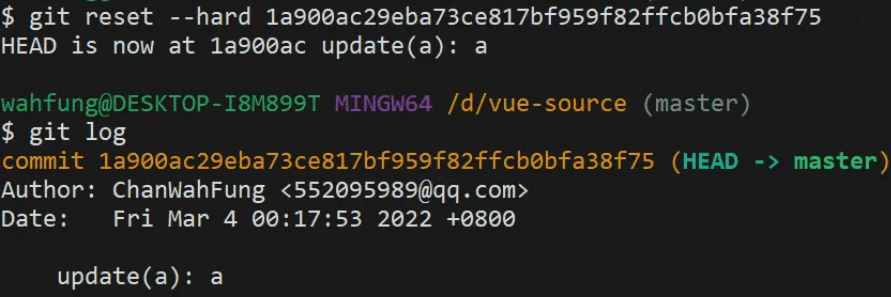 $ git reset --hard 1a900ac29eba73ce817bf959f82ffcb0bfa38f75
HEAD is now at 1a900ac update(a): a
wahfung@DESKTOP-I8M899T MINGW64 /d/vue-source (master)
$ git log
commit 1a900ac29eba73ce817bf959f82ffcb0bfa38f75 (HEAD -> master)
Author: ChanWahFung <552095989@qq.com>
Date:   Fri Mar 4 00:17:53 2022 +0800
    update(a): a